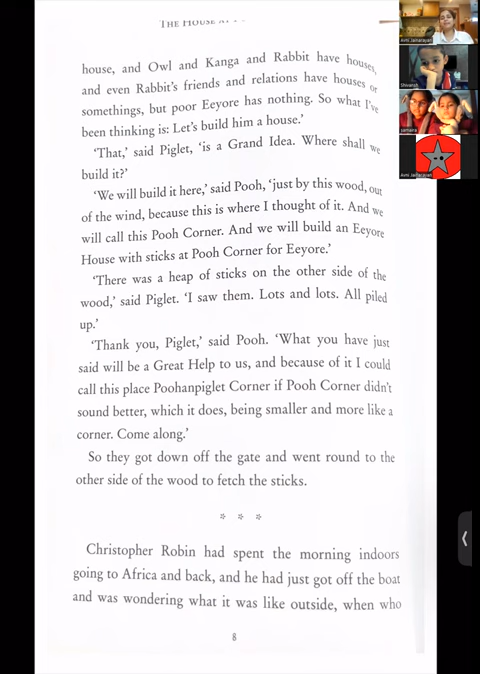 THE HOUSE AT
house, and Owl and Kanga and Rabbit have houses,
and even Rabbit's friends and relations have houses or
somethings, but poor Eeyore has nothing. So what I've
been thinking is: Let's build him a house.'
'That,' said Piglet, 'is a Grand Idea. Where shall we
build it?'
'We will build it here,' said Pooh, 'just by this wood, out
of the wind, because this is where I thought of it. And we
will call this Pooh Corner. And we will build an Eeyore
House with sticks at Pooh Corner for Eeyore.'
'There was a heap of sticks on the other side of the
wood,' said Piglet. 'I saw them. Lots and lots. All piled
up.'
'Thank you, Piglet,' said Pooh. 'What you have just
said will be a Great Help to us, and because of it I could
call this place Poohanpiglet Corner if Pooh Corner didn't
sound better, which it does, being smaller and more like a
corner. Come along.'
So they got down off the gate and went round to the
other side of the wood to fetch the sticks.
* * *
Christopher Robin had spent the morning indoors
going to Africa and back, and he had just got off the boat
and was wondering what it was like outside, when who
8
Avni Jainarayan
Shivansh
samaira
Avni Jainarayan